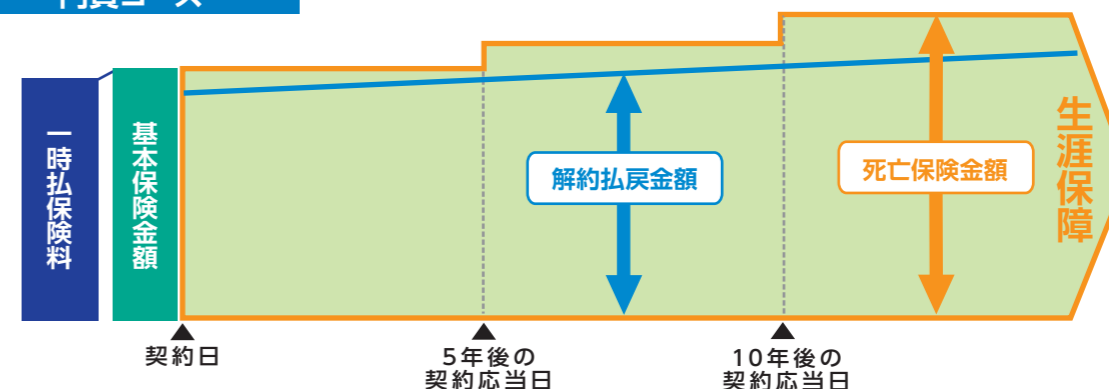 一時払保険料
基本保険金額
解約払戻金額
死亡保険金額
生涯保障
契約日
5年後の
契約応当日
10年後の
契約応当日